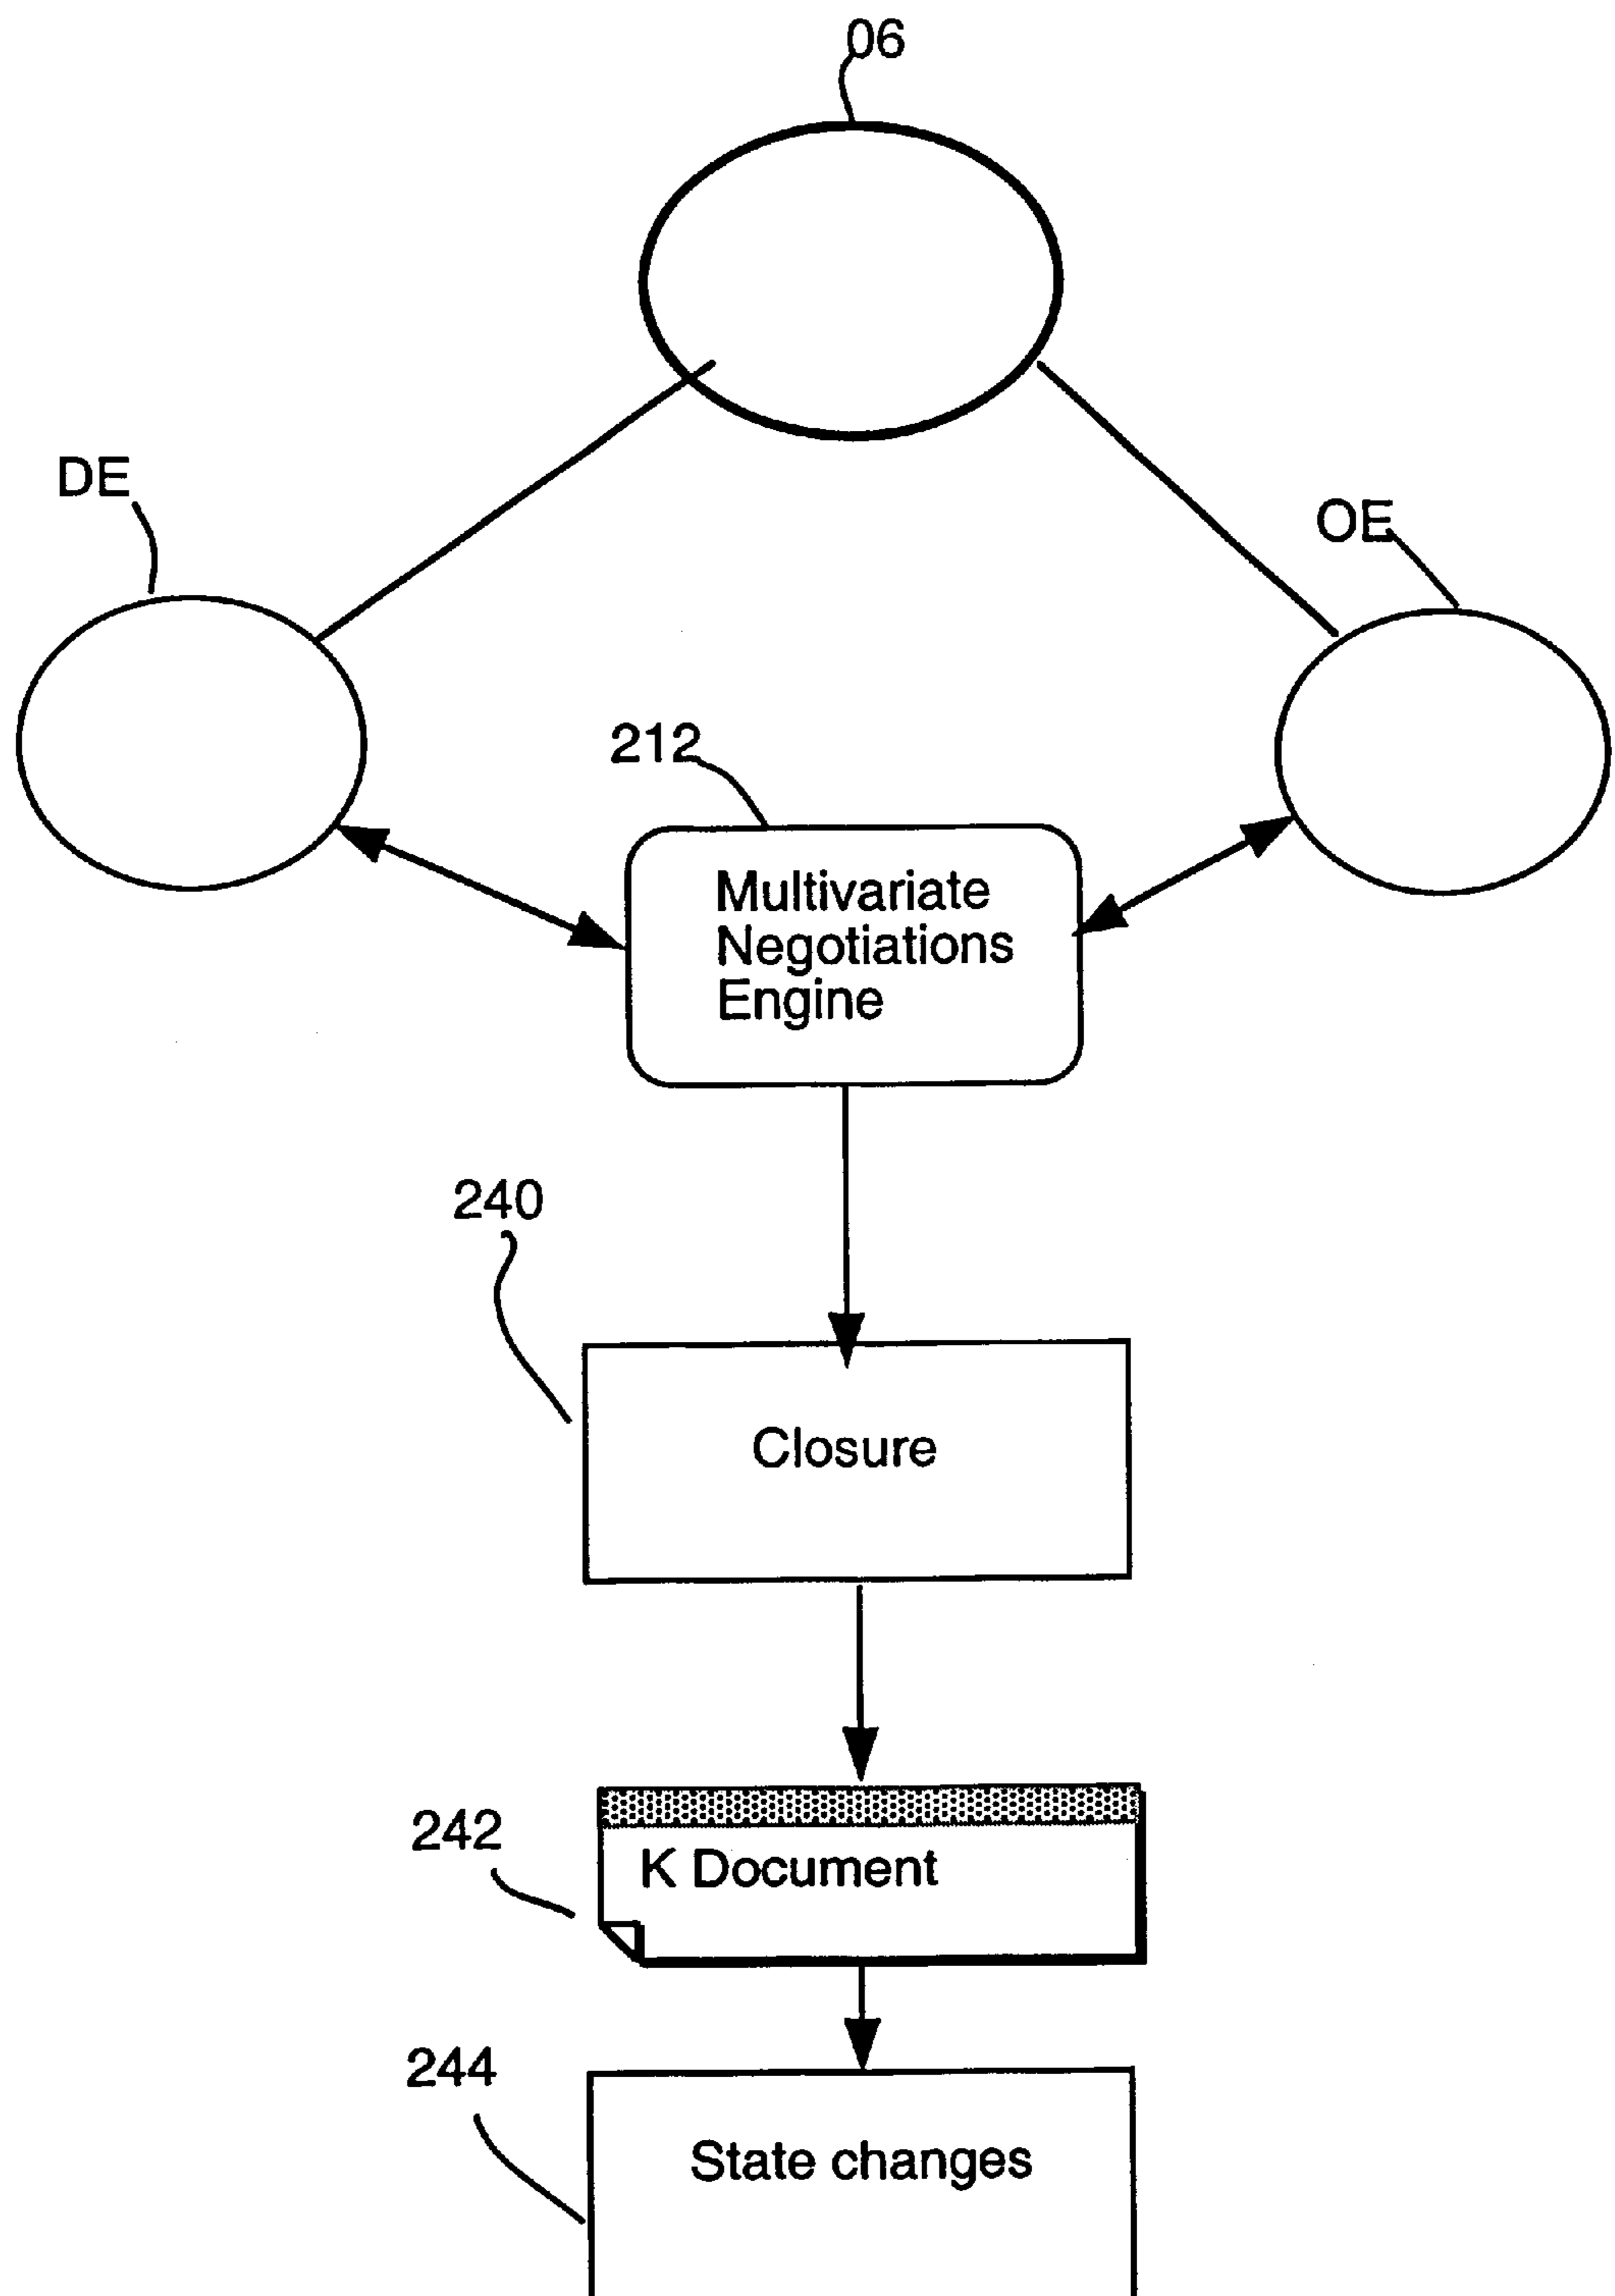 06
DE
OE
212
Multivariate
Negotiations
Engine
240
Closure
242
K Document
244
State changes